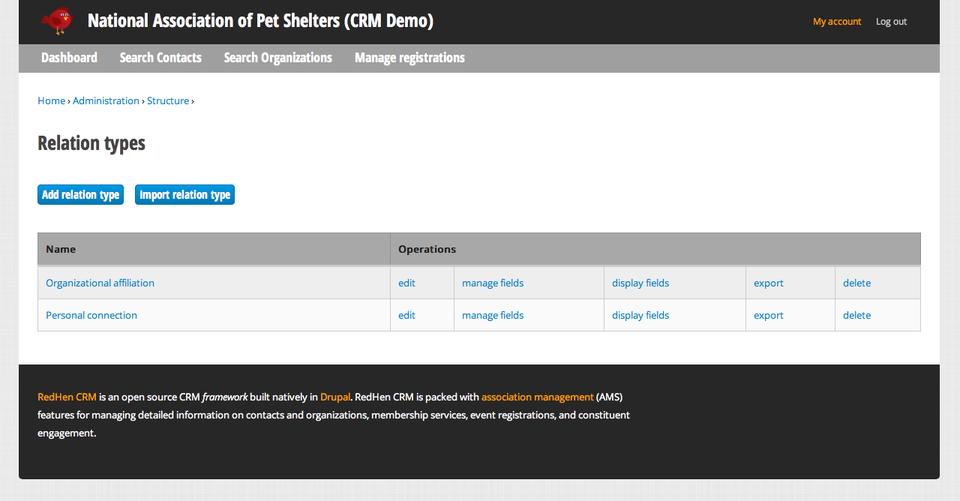 National Association of Pet Shelters (CRM Demo)
My account Log out
Dashboard Search Contacts Search Organizations Manage registrations
Home › Administration › Structure ›
Relation types
Add relation type Import relation type
Name Operations
Organizational affiliation edit manage fields display fields export delete
Personal connection edit manage fields display fields export delete
RedHen CRM is an open source CRM framework built natively in Drupal. RedHen CRM is packed with association management (AMS)
features for managing detailed information on contacts and organizations, membership services, event registrations, and constituent
engagement.